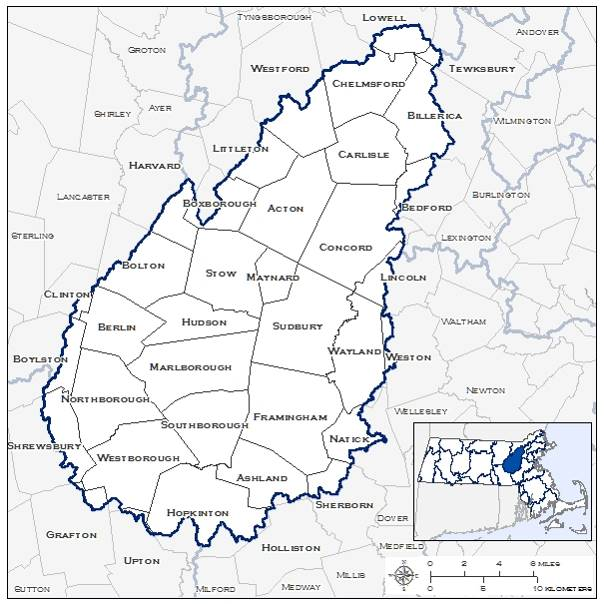 LOWELL
TYNGSBOROUGH
ANDOVER
GROTON
WESTFORD
TEWKSBURY
CHELMSFORD
AYER
SHIRLEY
BILLERICA
WILMINGTON
LITTLETON
CARLISLE
HARVARD
LANCASTER
BURLINGTON
BOXBOROUGH
ACTON
BEDFORD
STERLING
LEXINGTON
CONCORD
BOLTON
STOW
MAYNARD
LINCOLN
CLINTON
BERLIN
HUDSON
SUDBURY
WALTHAM
BOYLSTON
WAYLAND
WESTON
MARLBOROUGH
NEWTON
NORTHBOROUGH
WELLESLEY
FRAMINGHAM
SOUTHBOROUGH
NATICK
SHREWSBURY
WESTBOROUGH
ASHLAND
SHERBORN
HOPKINTON
DOVER
GRAFTON
HOLLISTON
MEDFIELD
UPTON
MILLIS
SUTTON
MILFORD
MEDWAY
0 2 4 6 MILES
0 5 10 KILOMETERS